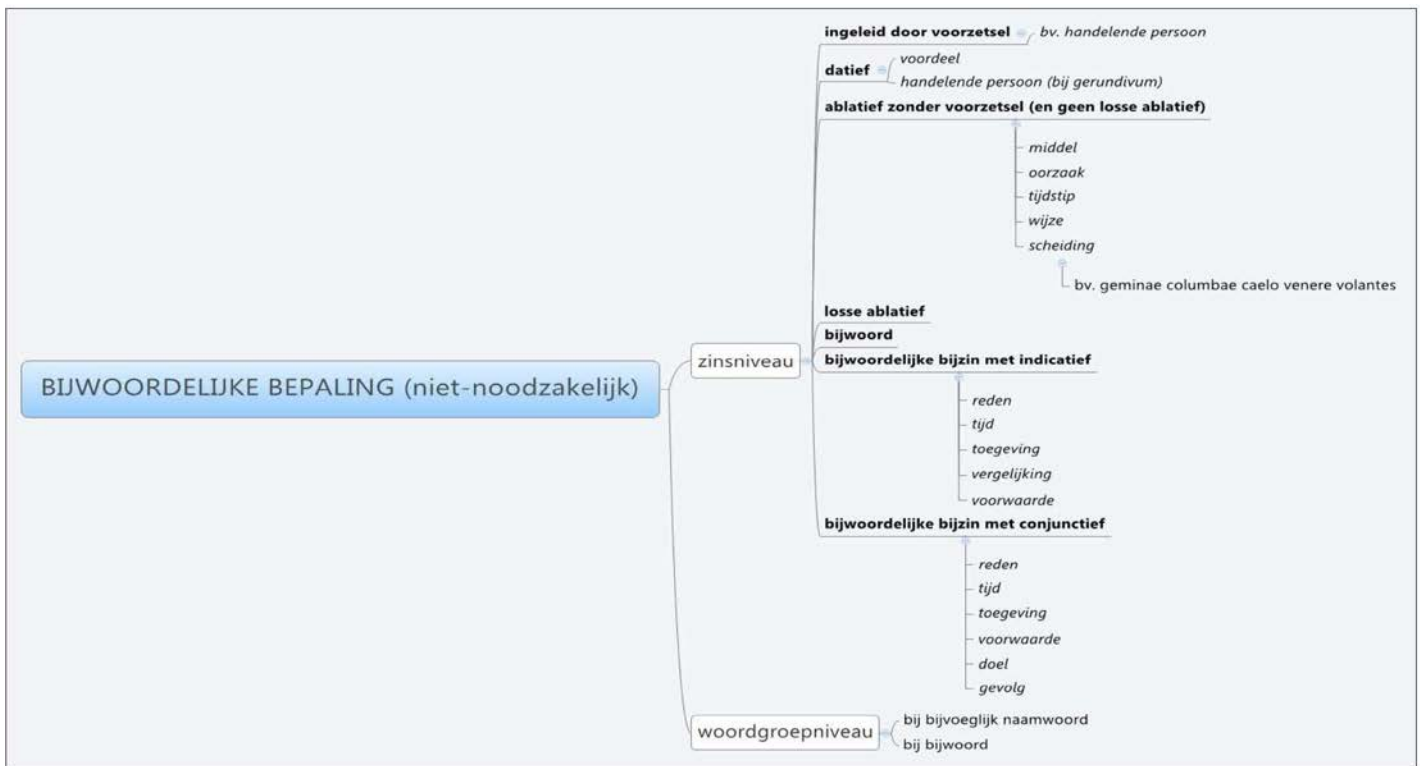 BIJWOORDELIJKE BEPALING (niet-noodzakelijk)
zinsniveau
ingeleid door voorzetsel
bv. handelende persoon
datief
voordeel
handelende persoon (bij gerundivum)
ablatief zonder voorzetsel (en geen losse ablatief)
middel
oorzaak
tijdstip
wijze
scheiding
bv. geminae columbae caelo venere volantes
losse ablatief
bijwoord
bijwoordelijke bijzin met indicatief
reden
tijd
toegeving
vergelijking
voorwaarde
bijwoordelijke bijzin met conjunctief
reden
tijd
toegeving
voorwaarde
doel
gevolg
woordgroepniveau
bij bijvoeglijk naamwoord
bij bijwoord